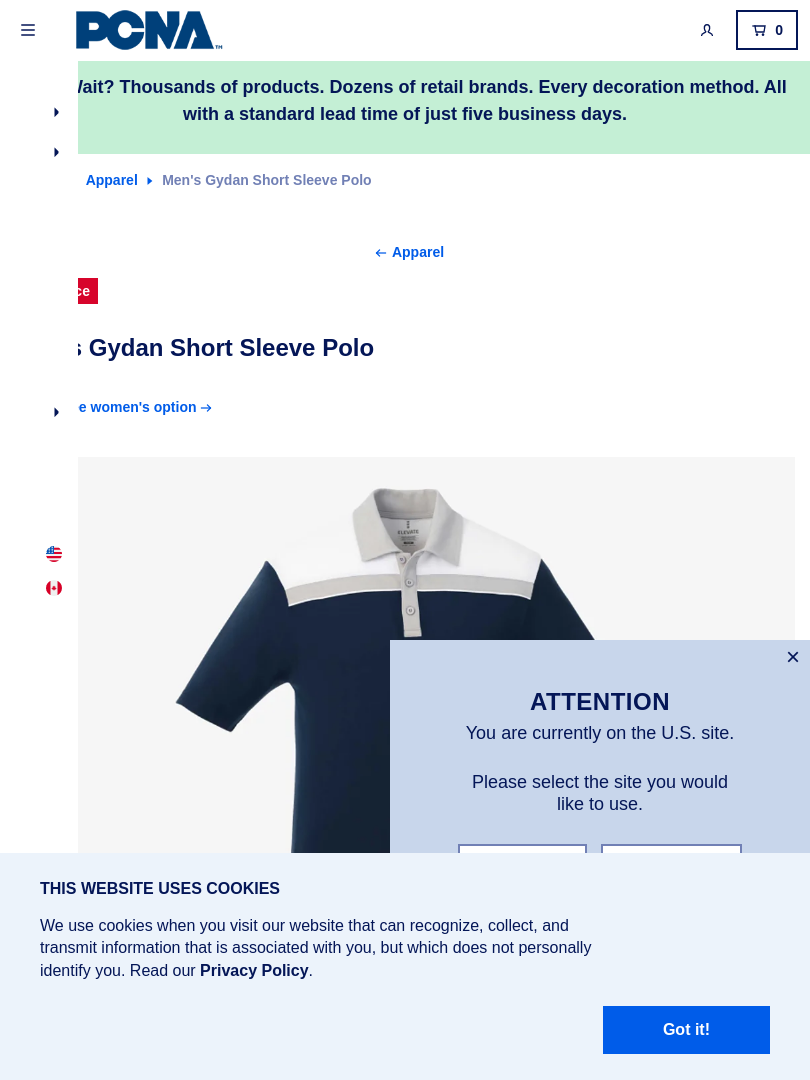 PCNA™
0
Wait? Thousands of products. Dozens of retail brands. Every decoration method. All
with a standard lead time of just five business days.
Apparel
Men's Gydan Short Sleeve Polo
Apparel
Gydan Short Sleeve Polo
women's option
ELEVATE
ATTENTION
You are currently on the U.S. site.
Please select the site you would
like to use.
THIS WEBSITE USES COOKIES
We use cookies when you visit our website that can recognize, collect, and
transmit information that is associated with you, but which does not personally
identify you. Read our Privacy Policy.
Got it!